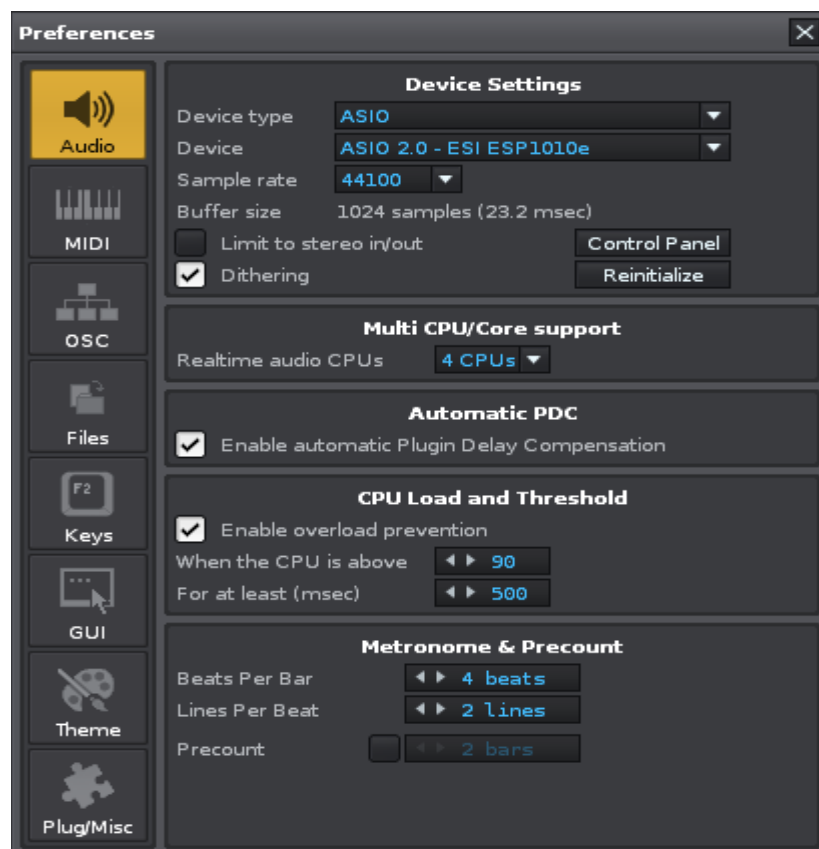 Preferences
Audio
MIDI
OSC
Files
F2
Keys
GUI
Theme
Plug/Misc
Device Settings
Device type ASIO
Device ASIO 2.0 - ESI ESP1010e
Sample rate 44100
Buffer size 1024 samples (23.2 msec)
Limit to stereo in/out Control Panel
Dithering Reinitialize
Multi CPU/Core support
Realtime audio CPUs 4 CPUs
Automatic PDC
Enable automatic Plugin Delay Compensation
CPU Load and Threshold
Enable overload prevention
When the CPU is above 90
For at least (msec) 500
Metronome & Precount
Beats Per Bar 4 beats
Lines Per Beat 2 lines
Precount 2 bars